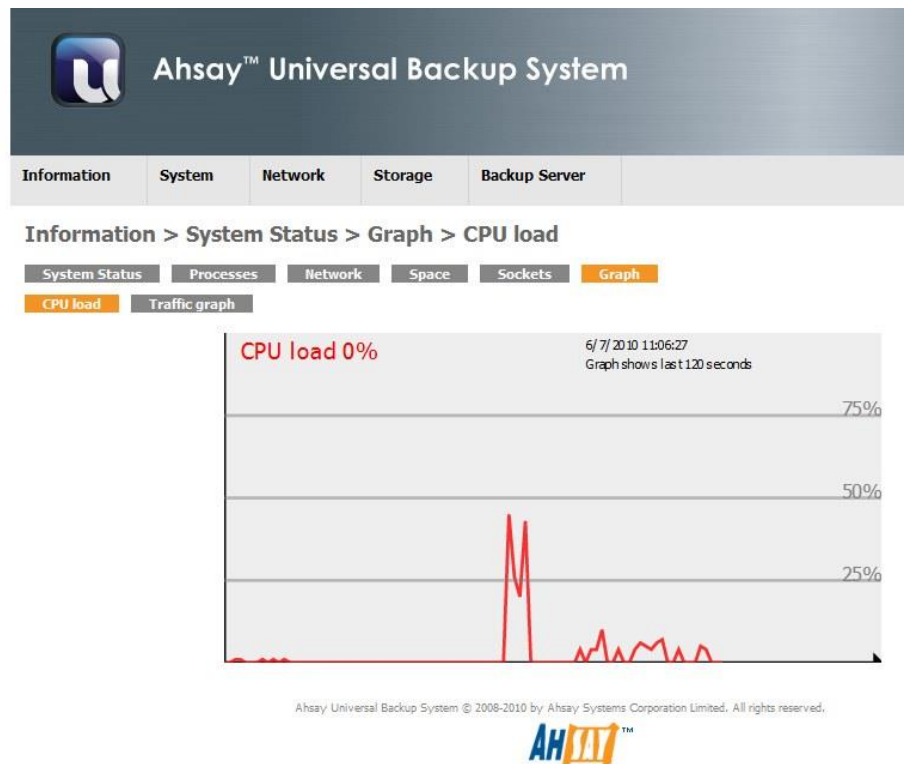 Ahsay™ Universal Backup System
Information System Network Storage Backup Server
Information > System Status > Graph > CPU load
System Status Processes Network Space Sockets Graph
CPU load Traffic graph
CPU load 0%
6/7/2010 11:06:27
Graph shows last 120 seconds
75%
50%
25%
Ahsay Universal Backup System © 2008-2010 by Ahsay Systems Corporation Limited. All rights reserved.
AHSAY™